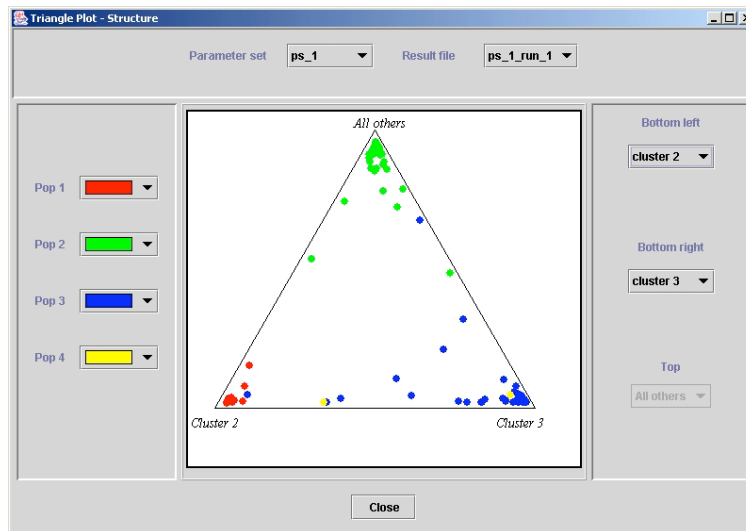 Triangle Plot - Structure
Parameter set ps_1 Result file ps_1_run_1
All others
Bottom left
cluster 2
Pop 1
Pop 2
Bottom right
cluster 3
Pop 3
Pop 4
Top
All others
Cluster 2 Cluster 3
Close